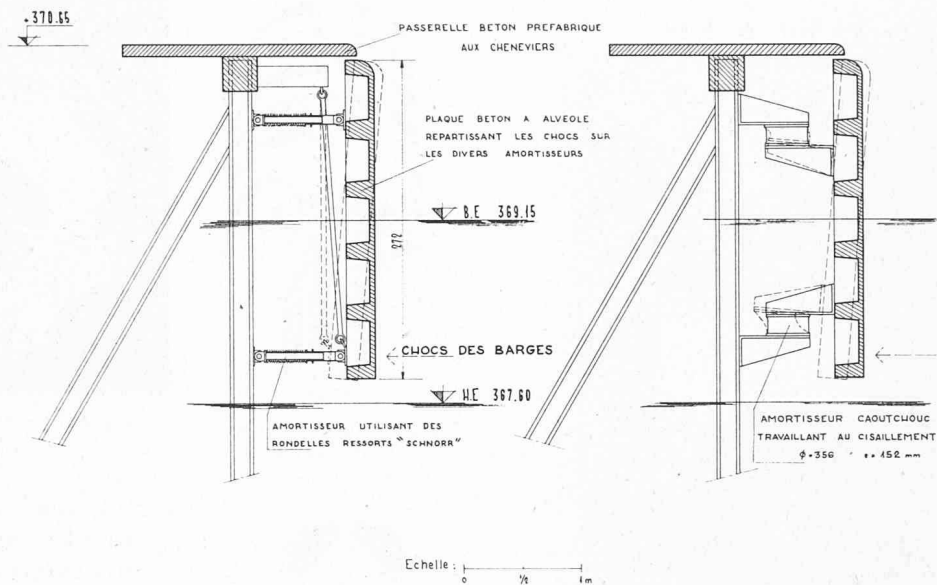 +370.65
PASSERELLE BETON PREFABRIQUE
AUX CHENEVIERS
PLAQUE BETON A ALVEOLE
REPARTISSANT LES CHOCS SUR
LES DIVERS AMORTISSEURS
B.E 369.15
272
CHOCS DES BARGES
H.E 367.60
AMORTISSEUR UTILISANT DES
RONDELLES RESSORTS "SCHNORR"
AMORTISSEUR CAOUTCHOUC
TRAVAILLANT AU CISAILLEMENT
ϕ=356 e=152 mm
Echelle :
0 1/2 1 m